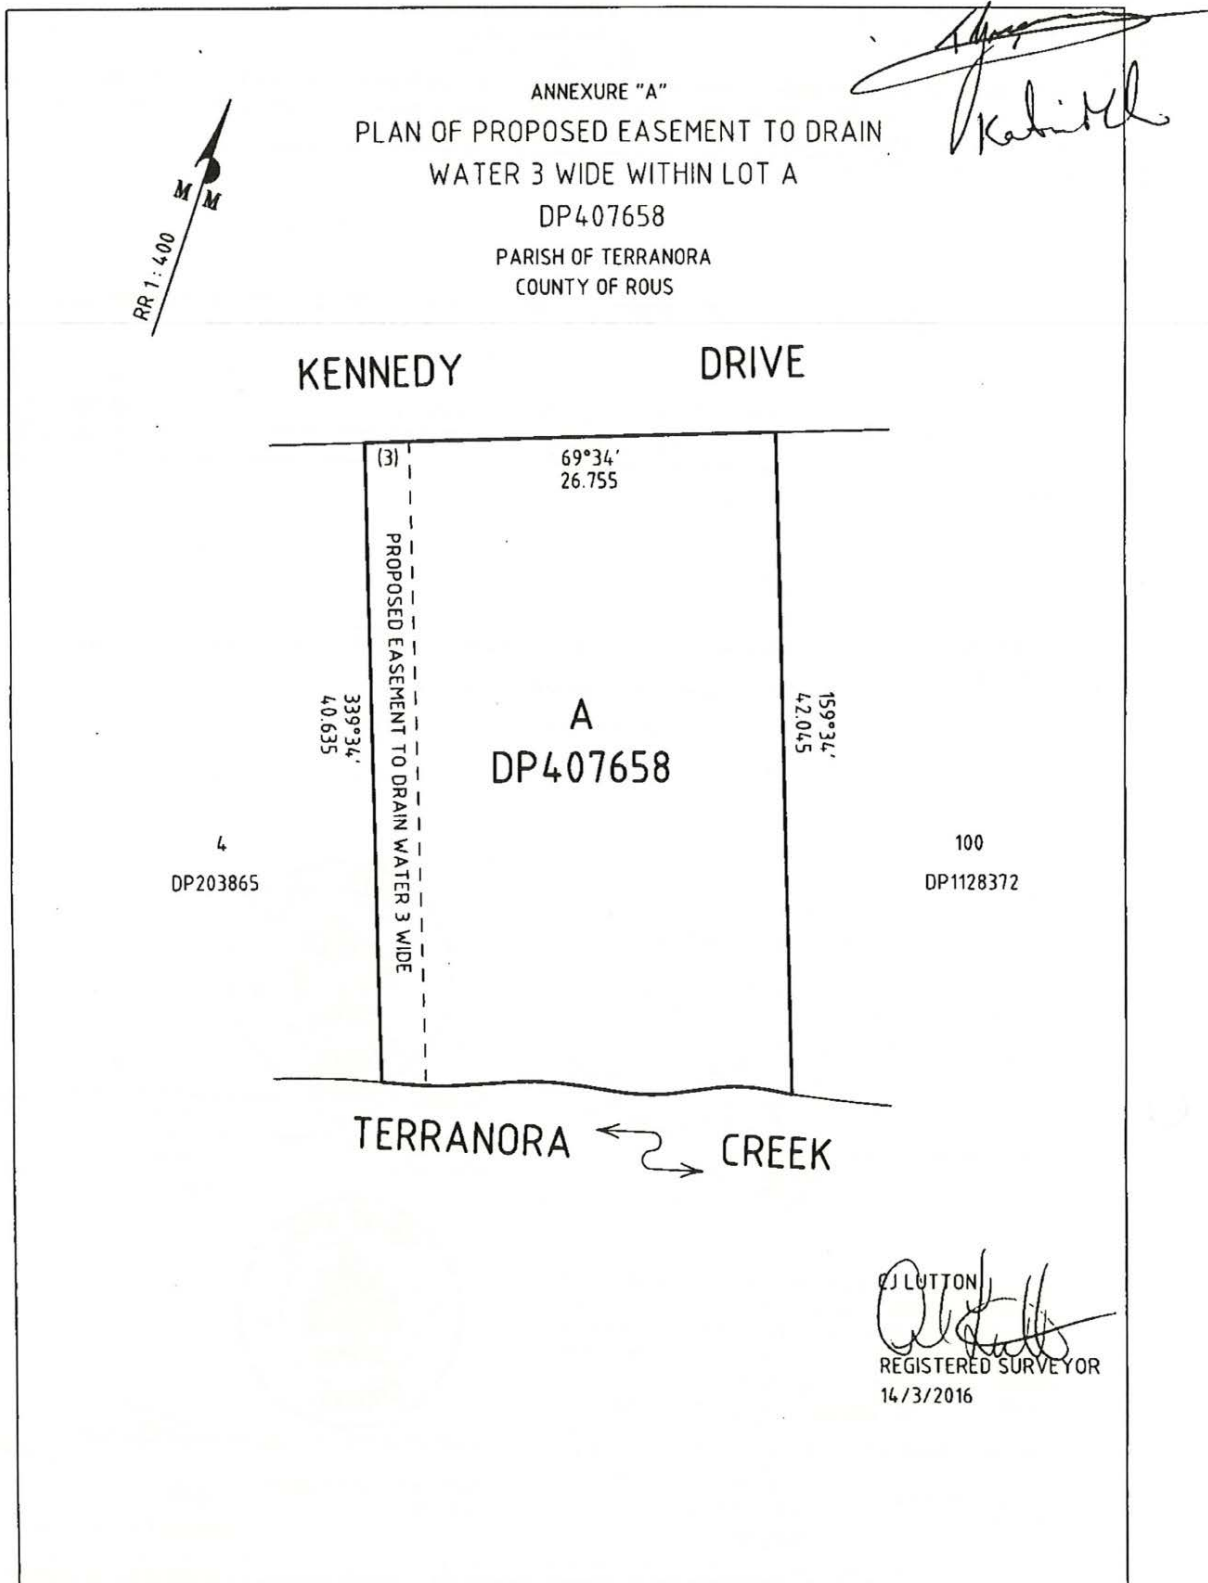 ANNEXURE "A"
PLAN OF PROPOSED EASEMENT TO DRAIN
WATER 3 WIDE WITHIN LOT A
DP407658
PARISH OF TERRANORA
COUNTY OF ROUS
M M
RR 1:400
KENNEDY DRIVE
(3)
69°34'
26.755
PROPOSED EASEMENT TO DRAIN WATER 3 WIDE
339°34'
40.635
A
DP407658
159°34'
42.045
4
DP203865
100
DP1128372
TERRANORA CREEK
CJ LUTTON
REGISTERED SURVEYOR
14/3/2016